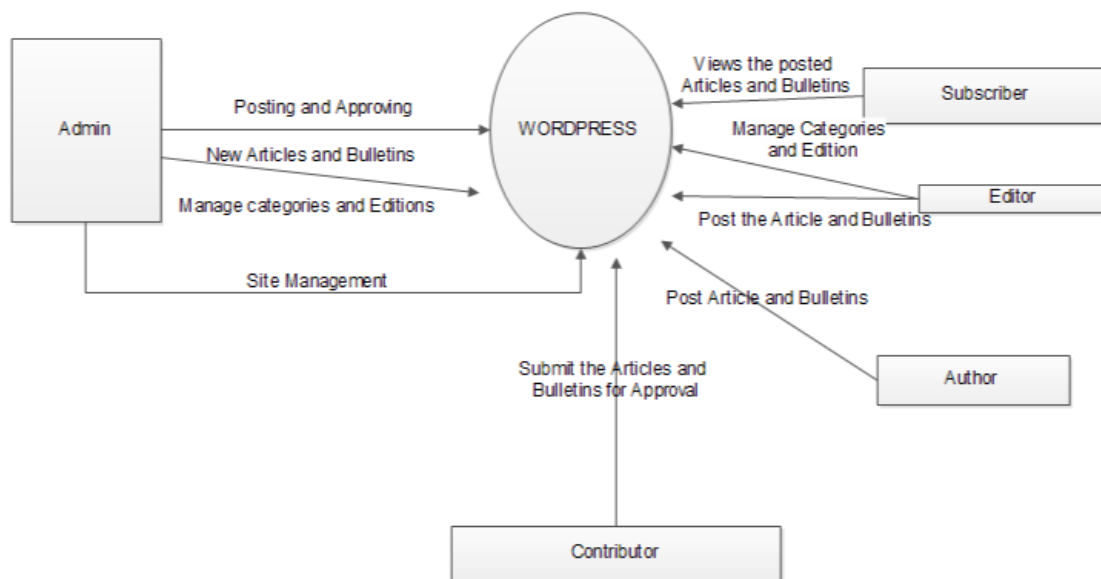 Admin
Posting and Approving
New Articles and Bulletins
Manage categories and Editions
Site Management
WORDPRESS
Views the posted
Articles and Bulletins
Subscriber
Manage Categories
and Edition
Editor
Post the Article and Bulletins
Post Article and Bulletins
Author
Submit the Articles and
Bulletins for Approval
Contributor